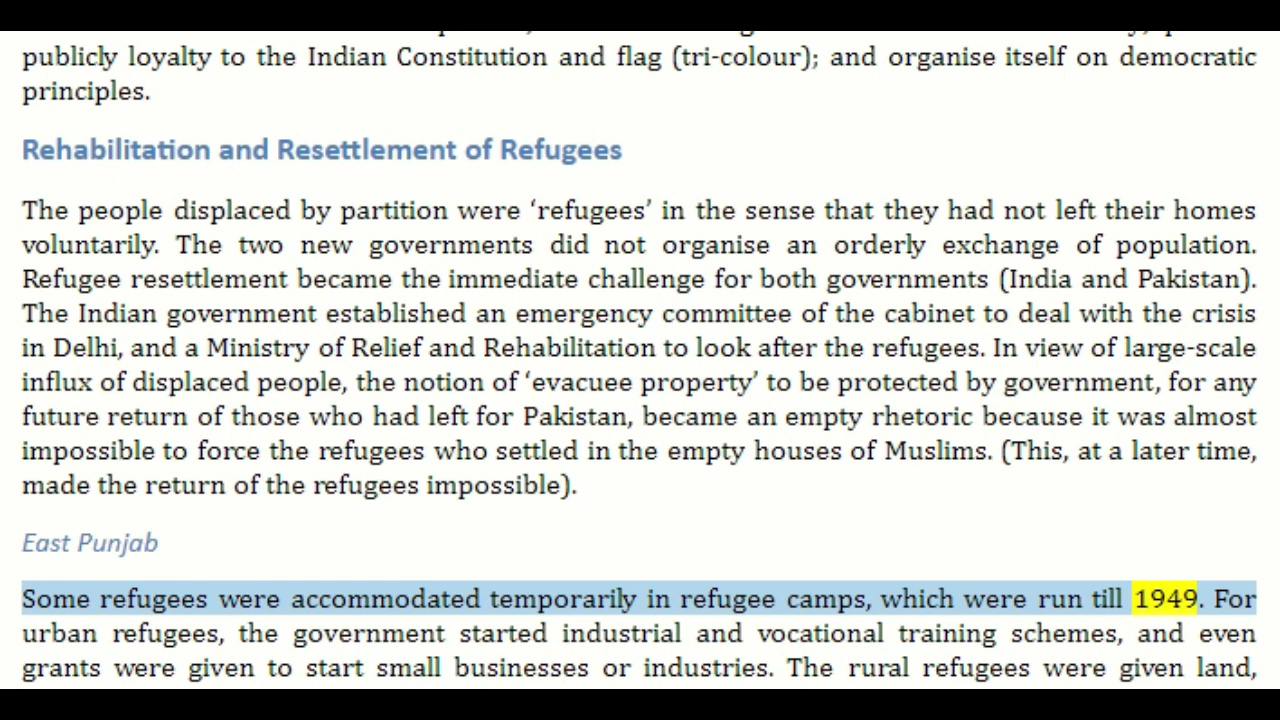 publicly loyalty to the Indian Constitution and flag (tri-colour); and organise itself on democratic
principles.
Rehabilitation and Resettlement of Refugees
The people displaced by partition were ‘refugees’ in the sense that they had not left their homes
voluntarily. The two new governments did not organise an orderly exchange of population.
Refugee resettlement became the immediate challenge for both governments (India and Pakistan).
The Indian government established an emergency committee of the cabinet to deal with the crisis
in Delhi, and a Ministry of Relief and Rehabilitation to look after the refugees. In view of large-scale
influx of displaced people, the notion of ‘evacuee property’ to be protected by government, for any
future return of those who had left for Pakistan, became an empty rhetoric because it was almost
impossible to force the refugees who settled in the empty houses of Muslims. (This, at a later time,
made the return of the refugees impossible).
East Punjab
Some refugees were accommodated temporarily in refugee camps, which were run till 1949. For
urban refugees, the government started industrial and vocational training schemes, and even
grants were given to start small businesses or industries. The rural refugees were given land,